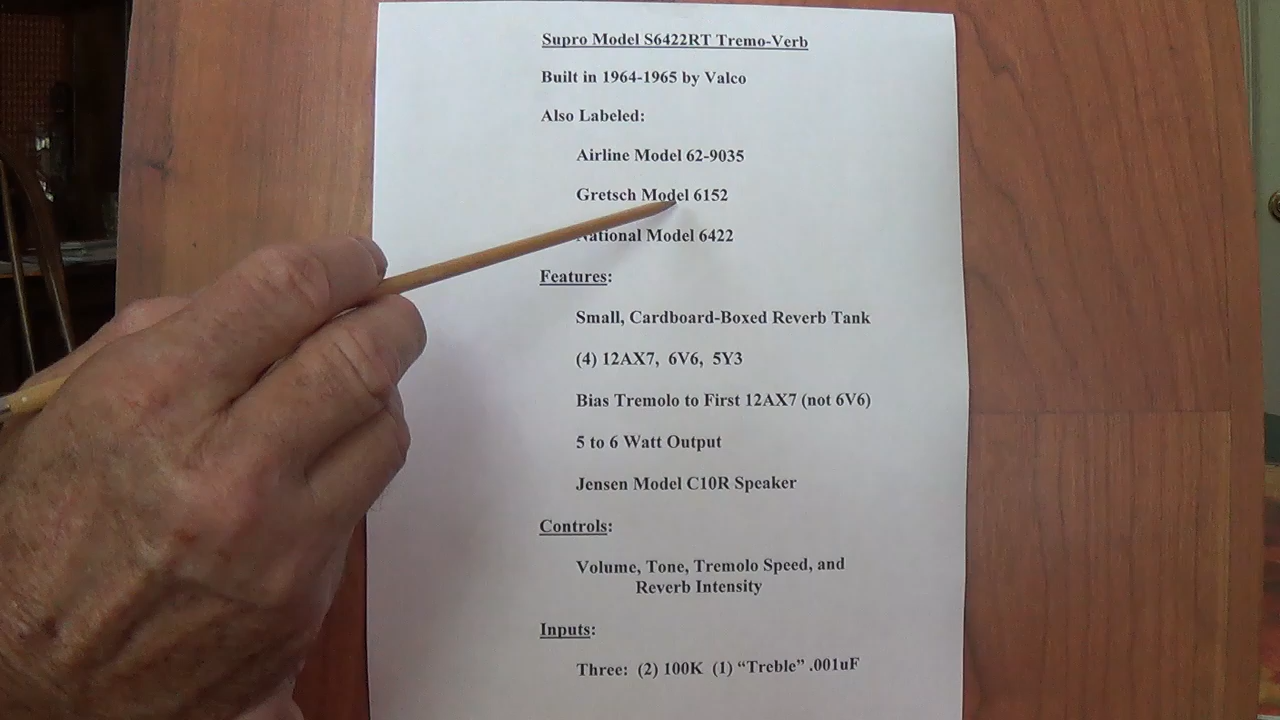 Supro Model S6422RT Tremo-Verb
Built in 1964-1965 by Valco
Also Labeled:
Airline Model 62-9035
Gretsch Model 6152
National Model 6422
Features:
Small, Cardboard-Boxed Reverb Tank
(4) 12AX7, 6V6, 5Y3
Bias Tremolo to First 12AX7 (not 6V6)
5 to 6 Watt Output
Jensen Model C10R Speaker
Controls:
Volume, Tone, Tremolo Speed, and
Reverb Intensity
Inputs:
Three: (2) 100K (1) “Treble” .001uF